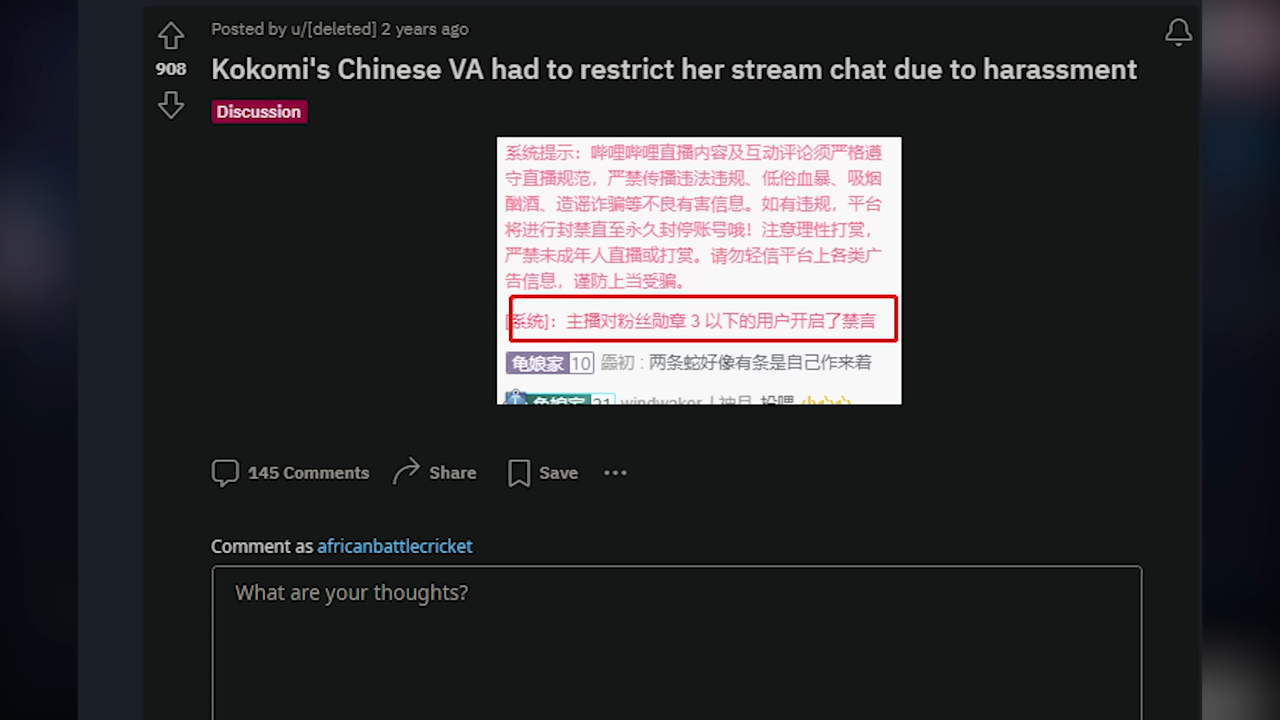 Posted by u/[deleted] 2 years ago
908
Kokomi's Chinese VA had to restrict her stream chat due to harassment
Discussion
系统提示：哔哩哔哩直播内容及互动评论须严格遵
守直播规范，严禁传播违法违规、低俗血暴、吸烟
酗酒、造谣诈骗等不良有害信息。如有违规，平台
将进行封禁直至永久封停账号哦！注意理性打赏，
严禁未成年人直播或打赏。请勿轻信平台上各类广
告信息，谨防上当受骗。
[系统]：主播对粉丝勋章 3 以下的用户开启了禁言
龟娘家 10 初 : 两条蛇好像有条是自己作来着
龟娘家 21 windwaker 投喂
145 Comments Share Save
Comment as africanbattlecricket
What are your thoughts?